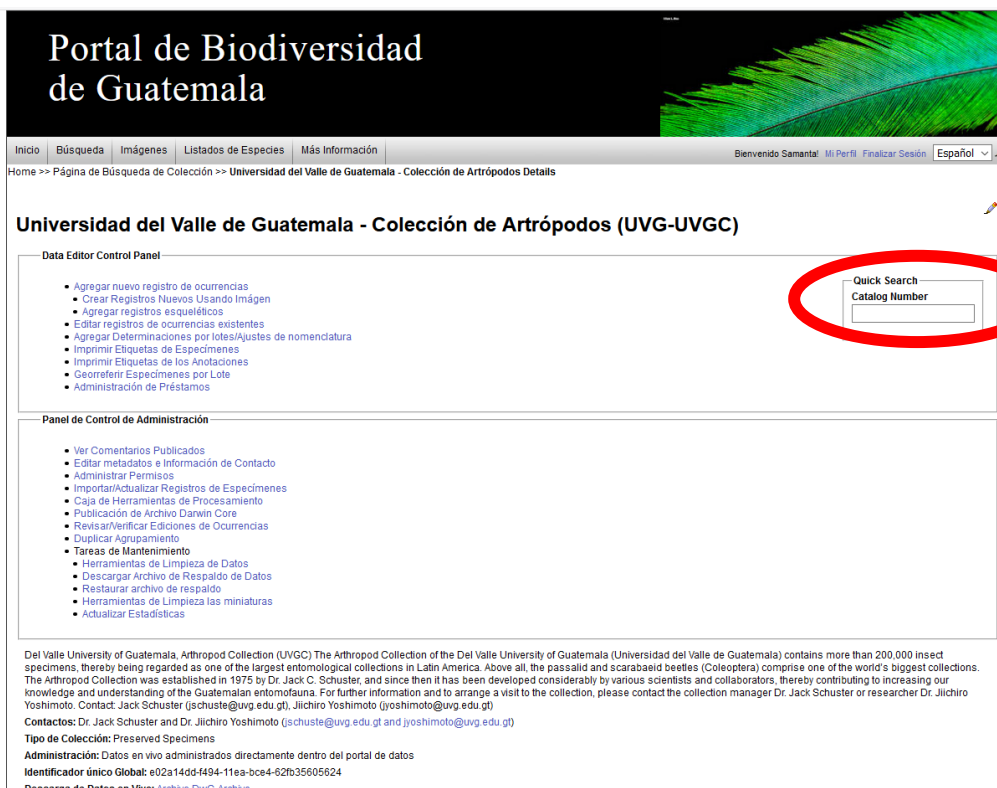 Portal de Biodiversidad
de Guatemala
Inicio Búsqueda Imágenes Listados de Especies Más Información
Bienvenido Samanta! Mi Perfil Finalizar Sesión Español
Home >> Página de Búsqueda de Colección >> Universidad del Valle de Guatemala - Colección de Artrópodos Details
Universidad del Valle de Guatemala - Colección de Artrópodos (UVG-UVGC)
Data Editor Control Panel
Agregar nuevo registro de ocurrencias
Crear Registros Nuevos Usando Imágen
Agregar registros esqueléticos
Editar registros de ocurrencias existentes
Agregar Determinaciones por lotes/Ajustes de nomenclatura
Imprimir Etiquetas de Especímenes
Imprimir Etiquetas de los Anotaciones
Georreferir Especímenes por Lote
Administración de Préstamos
Quick Search
Catalog Number
Panel de Control de Administración
Ver Comentarios Publicados
Editar metadatos e Información de Contacto
Administrar Permisos
Importar/Actualizar Registros de Especímenes
Caja de Herramientas de Procesamiento
Publicación de Archivo Darwin Core
Revisar/Verificar Ediciones de Ocurrencias
Duplicar Agrupamiento
Tareas de Mantenimiento
Herramientas de Limpieza de Datos
Descargar Archivo de Respaldo de Datos
Restaurar archivo de respaldo
Herramientas de Limpieza las miniaturas
Actualizar Estadísticas
Del Valle University of Guatemala, Arthropod Collection (UVGC) The Arthropod Collection of the Del Valle University of Guatemala (Universidad del Valle de Guatemala) contains more than 200,000 insect
specimens, thereby being regarded as one of the largest entomological collections in Latin America. Above all, the passalid and scarabaeid beetles (Coleoptera) comprise one of the world's biggest collections.
The Arthropod Collection was established in 1975 by Dr. Jack C. Schuster, and since then it has been developed considerably by various scientists and collaborators, thereby contributing to increasing our
knowledge and understanding of the Guatemalan entomofauna. For further information and to arrange a visit to the collection, please contact the collection manager Dr. Jack Schuster or researcher Dr. Jiichiro
Yoshimoto. Contact: Jack Schuster (jschuste@uvg.edu.gt), Jiichiro Yoshimoto (jyoshimoto@uvg.edu.gt)
Contactos: Dr. Jack Schuster and Dr. Jiichiro Yoshimoto (jschuste@uvg.edu.gt and jyoshimoto@uvg.edu.gt)
Tipo de Colección: Preserved Specimens
Administración: Datos en vivo administrados directamente dentro del portal de datos
Identificador único Global: e02a14dd-f494-11ea-bce4-62fb35605624
Descarga de Datos en Vivo: Archivo DwC-Archive